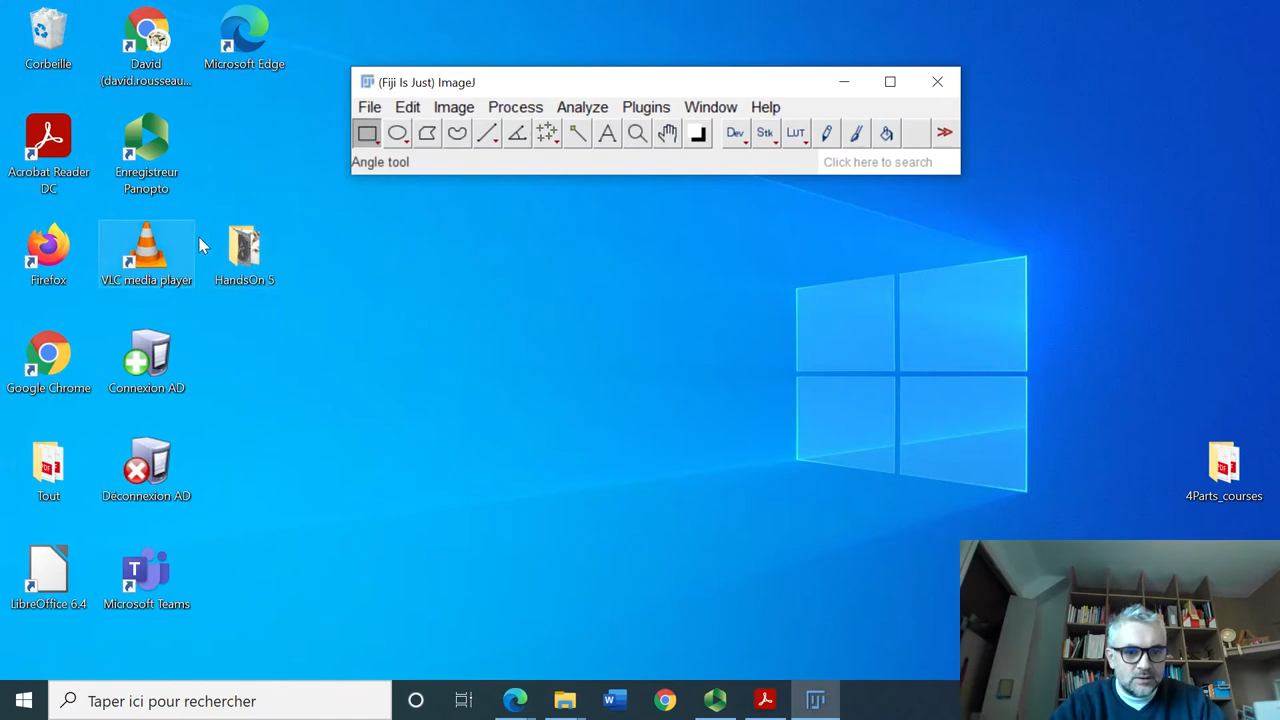 Corbeille
David
(david.rousseau...
Microsoft Edge
(Fiji Is Just) ImageJ
File Edit Image Process Analyze Plugins Window Help
Dev Stk LUT
Angle tool
Click here to search
Acrobat Reader
DC
Enregistreur
Panopto
Firefox
VLC media player
HandsOn 5
Google Chrome
Connexion AD
Tout
Déconnexion AD
4Parts_courses
LibreOffice 6.4
Microsoft Teams
Taper ici pour rechercher